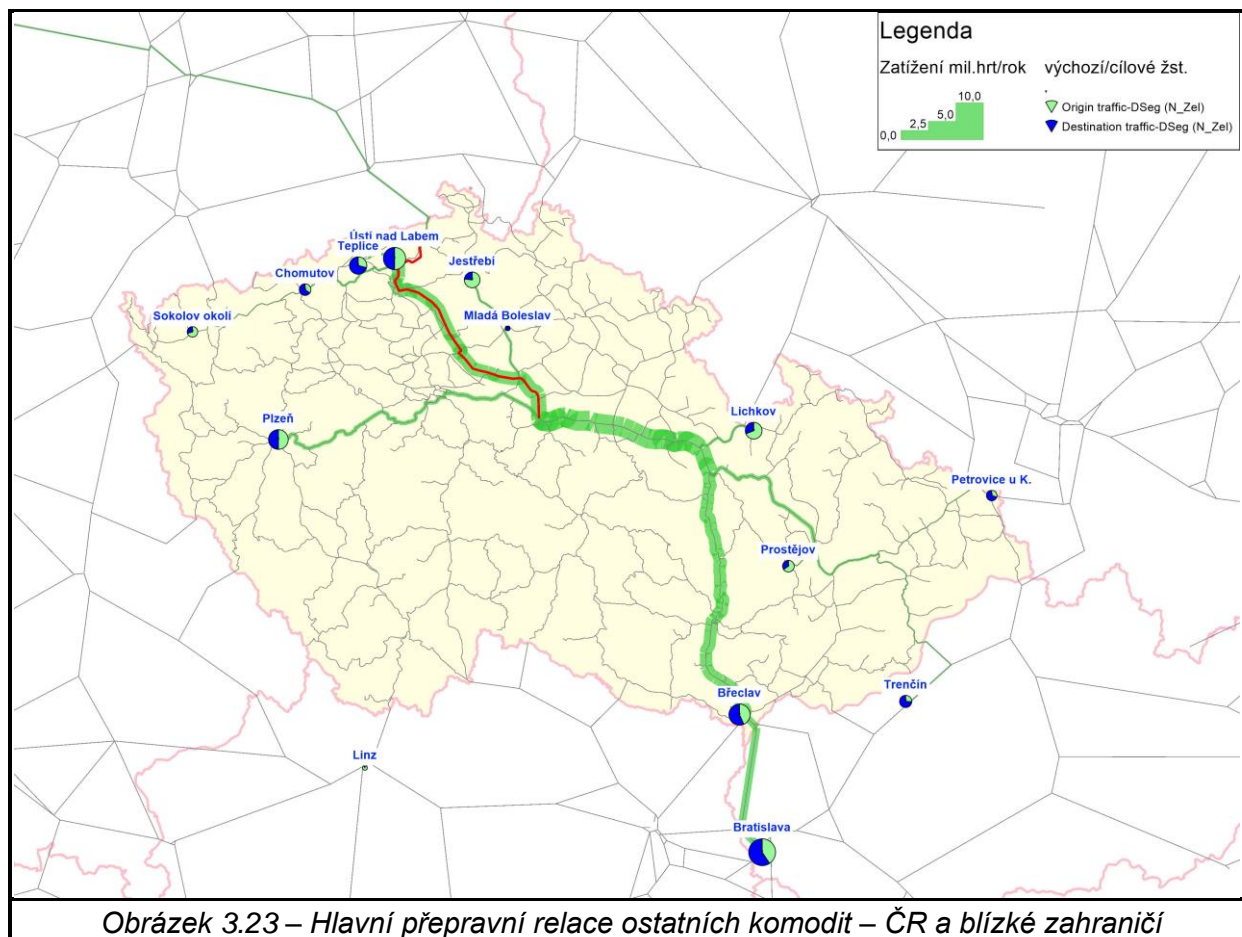 Legenda
Zatížení mil.hrt/rok výchozí/cílové žst.
10,0
5,0
2,5
0,0
Origin traffic-DSeg (N_Zel)
Destination traffic-DSeg (N_Zel)
Ústí nad Labem
Teplice
Jestřebí
Chomutov
Sokolov okolí
Mladá Boleslav
Plzeň
Lichkov
Petrovice u K.
Prostějov
Břeclav
Trenčín
Linz
Bratislava
Obrázek 3.23 – Hlavní přepravní relace ostatních komodit – ČR a blízké zahraničí